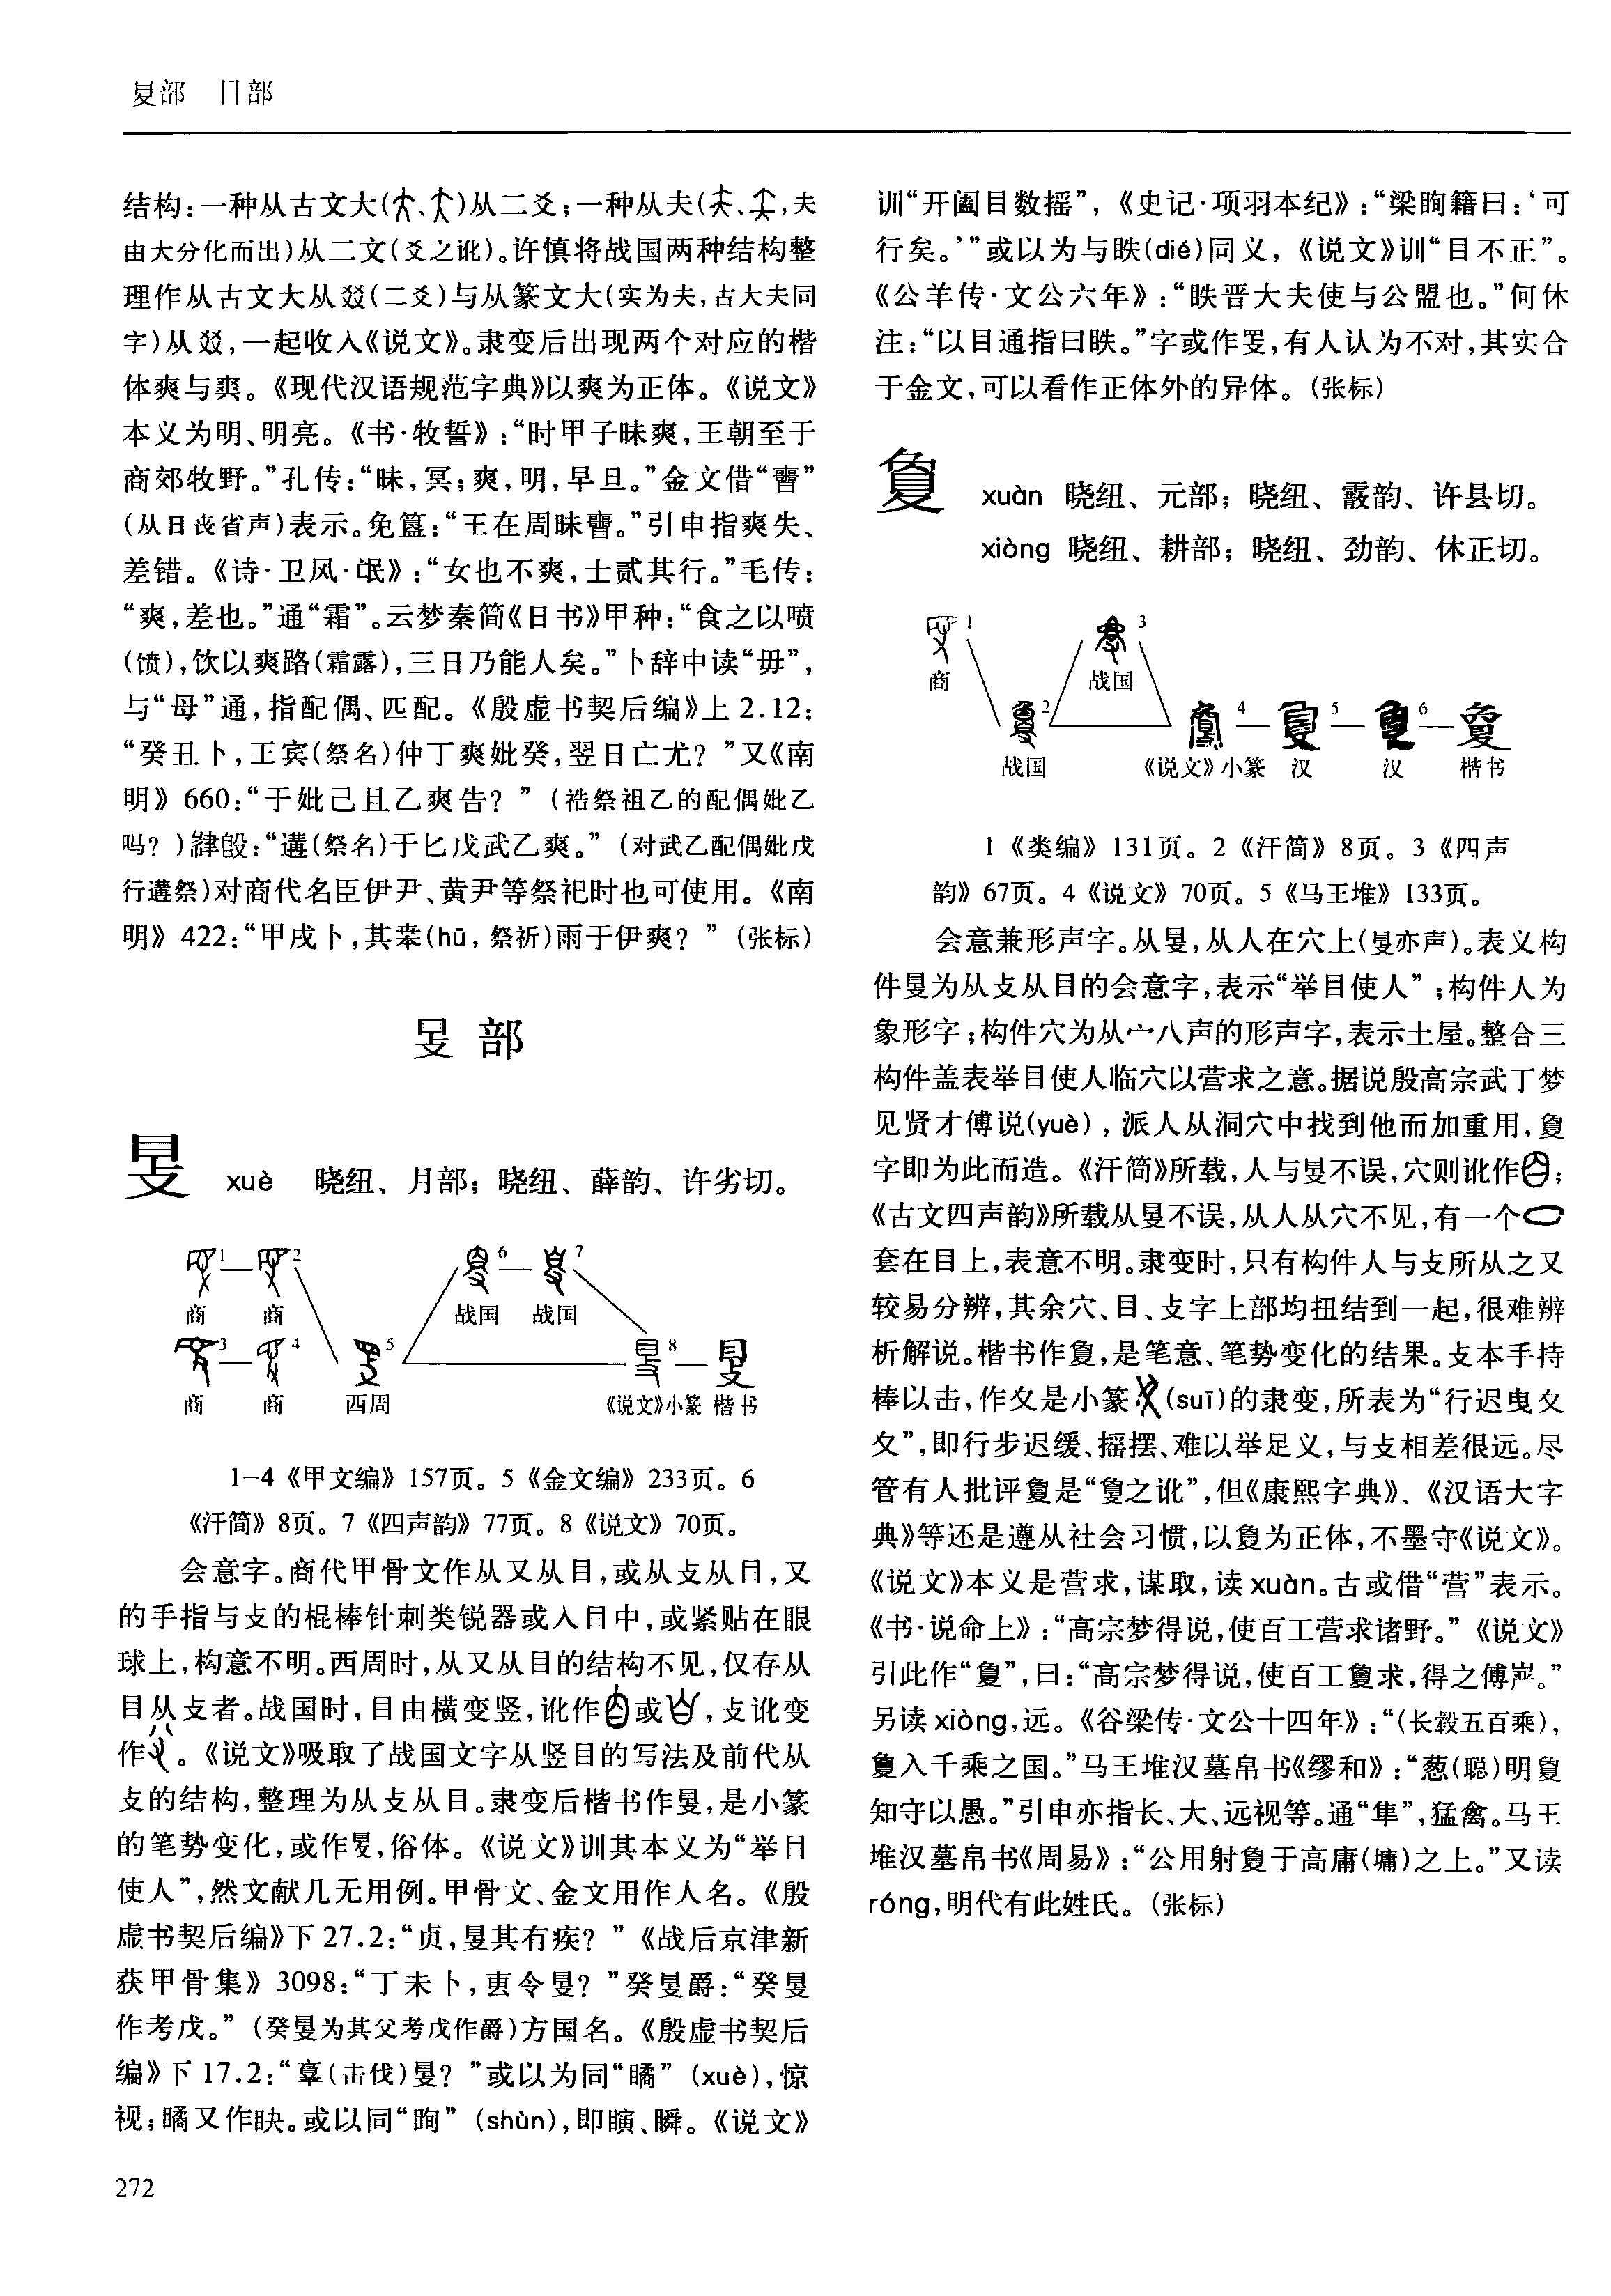 㫗部 𠔼部
结构:一种从古文大(、)从二爻;一种从夫(、,夫
由大分化而出)从二文(爻之讹)。许慎将战国两种结构整
理作从古文大从㸚(二爻)与从篆文大(实为夫,古大夫同
字)从㸚,一起收入《说文》。隶变后出现两个对应的楷
体爽与爽。《现代汉语规范字典》以爽为正体。《说文》
本义为明、明亮。《书·牧誓》:“时甲子昧爽,王朝至于
商郊牧野。”孔传:“昧,冥;爽,明,早旦。”金文借“”
(从日丧省声)表示。免簋:“王在周昧。”引申指爽失、
差错。《诗·卫风·氓》:“女也不爽,士贰其行。”毛传:
“爽,差也。”通“霜”。云梦秦简《日书》甲种:“食之以喷
(馈),饮以爽路(霜露),三日乃能人矣。”卜辞中读“毋”,
与“母”通,指配偶、匹配。《殷虚书契后编》上2.12:
“癸丑卜,王宾(祭名)仲丁爽妣癸,翌日亡尤?”又《南
明》660:“于妣己且乙爽告?”(祰祭祖乙的配偶妣乙
吗?)毁:“遘(祭名)于匕戊武乙爽。”(对武乙配偶妣戊
行遘祭)对商代名臣伊尹、黄尹等祭祀时也可使用。《南
明》422:“甲戌卜,其𠦪(hū,祭祈)雨于伊爽?”(张标)
𥄎部
𥄎 xuè 晓纽、月部;晓纽、薛韵、许劣切。
1 2 6 7
商 商 战国 战国
3 4 5 8
商 商 西周 《说文》小篆 楷书
1-4《甲文编》157页。5《金文编》233页。6
《汗简》8页。7《四声韵》77页。8《说文》70页。
会意字。商代甲骨文作从又从目,或从攴从目,又
的手指与攴的棍棒针刺类锐器或入目中,或紧贴在眼
球上,构意不明。西周时,从又从目的结构不见,仅存从
目从攴者。战国时,目由横变竖,讹作或,攴讹变
作。《说文》吸取了战国文字从竖目的写法及前代从
攴的结构,整理为从攴从目。隶变后楷书作𥄎,是小篆
的笔势变化,或作,俗体。《说文》训其本义为“举目
使人”,然文献几无用例。甲骨文、金文用作人名。《殷
虚书契后编》下27.2:“贞,𥄎其有疾?”《战后京津新
获甲骨集》3098:“丁未卜,叀令𥄎?”癸𥄎爵:“癸𥄎
作考戊。”(癸𥄎为其父考戊作爵)方国名。《殷虚书契后
编》下17.2:“𦎫(击伐)𥄎?”或以为同“瞲”(xuè),惊
视;瞲又作䀗。或以同“眴”(shùn),即瞚、瞬。《说文》
272
训“开阖目数摇”,《史记·项羽本纪》:“梁眴籍曰:‘可
行矣。’”或以为与眣(dié)同义,《说文》训“目不正”。
《公羊传·文公六年》:“眣晋大夫使与公盟也。”何休
注:“以目通指曰眣。”字或作,有人认为不对,其实合
于金文,可以看作正体外的异体。(张标)
敻 xuàn 晓纽、元部;晓纽、霰韵、许县切。
xiòng 晓纽、耕部;晓纽、劲韵、休正切。
1 3
商 战国
2 4 5 6
战国 《说文》小篆 汉 汉 楷书
1《类编》131页。2《汗简》8页。3《四声
韵》67页。4《说文》70页。5《马王堆》133页。
会意兼形声字。从𥄎,从人在穴上(𥄎亦声)。表义构
件𥄎为从攴从目的会意字,表示“举目使人”;构件人为
象形字;构件穴为从宀八声的形声字,表示土屋。整合三
构件盖表举目使人临穴以营求之意。据说殷高宗武丁梦
见贤才傅说(yuè),派人从洞穴中找到他而加重用,敻
字即为此而造。《汗简》所载,人与𥄎不误,穴则讹作;
《古文四声韵》所载从𥄎不误,从人从穴不见,有一个
套在目上,表意不明。隶变时,只有构件人与攴所从之又
较易分辨,其余穴、目、攴字上部均扭结到一起,很难辨
析解说。楷书作敻,是笔意、笔势变化的结果。攴本手持
棒以击,作夊是小篆(suī)的隶变,所表为“行迟曳夊
夊”,即行步迟缓、摇摆、难以举足义,与攴相差很远。尽
管有人批评敻是“之讹”,但《康熙字典》、《汉语大字
典》等还是遵从社会习惯,以敻为正体,不墨守《说文》。
《说文》本义是营求,谋取,读xuàn。古或借“营”表示。
《书·说命上》:“高宗梦得说,使百工营求诸野。”《说文》
引此作“敻”,曰:“高宗梦得说,使百工敻求,得之傅岩。”
另读xiòng,远。《谷梁传·文公十四年》:“(长毂五百乘),
敻入千乘之国。”马王堆汉墓帛书《缪和》:“葱(聪)明敻
知守以愚。”引申亦指长、大、远视等。通“隼”,猛禽。马王
堆汉墓帛书《周易》:“公用射敻于高庸(墉)之上。”又读
róng,明代有此姓氏。(张标)